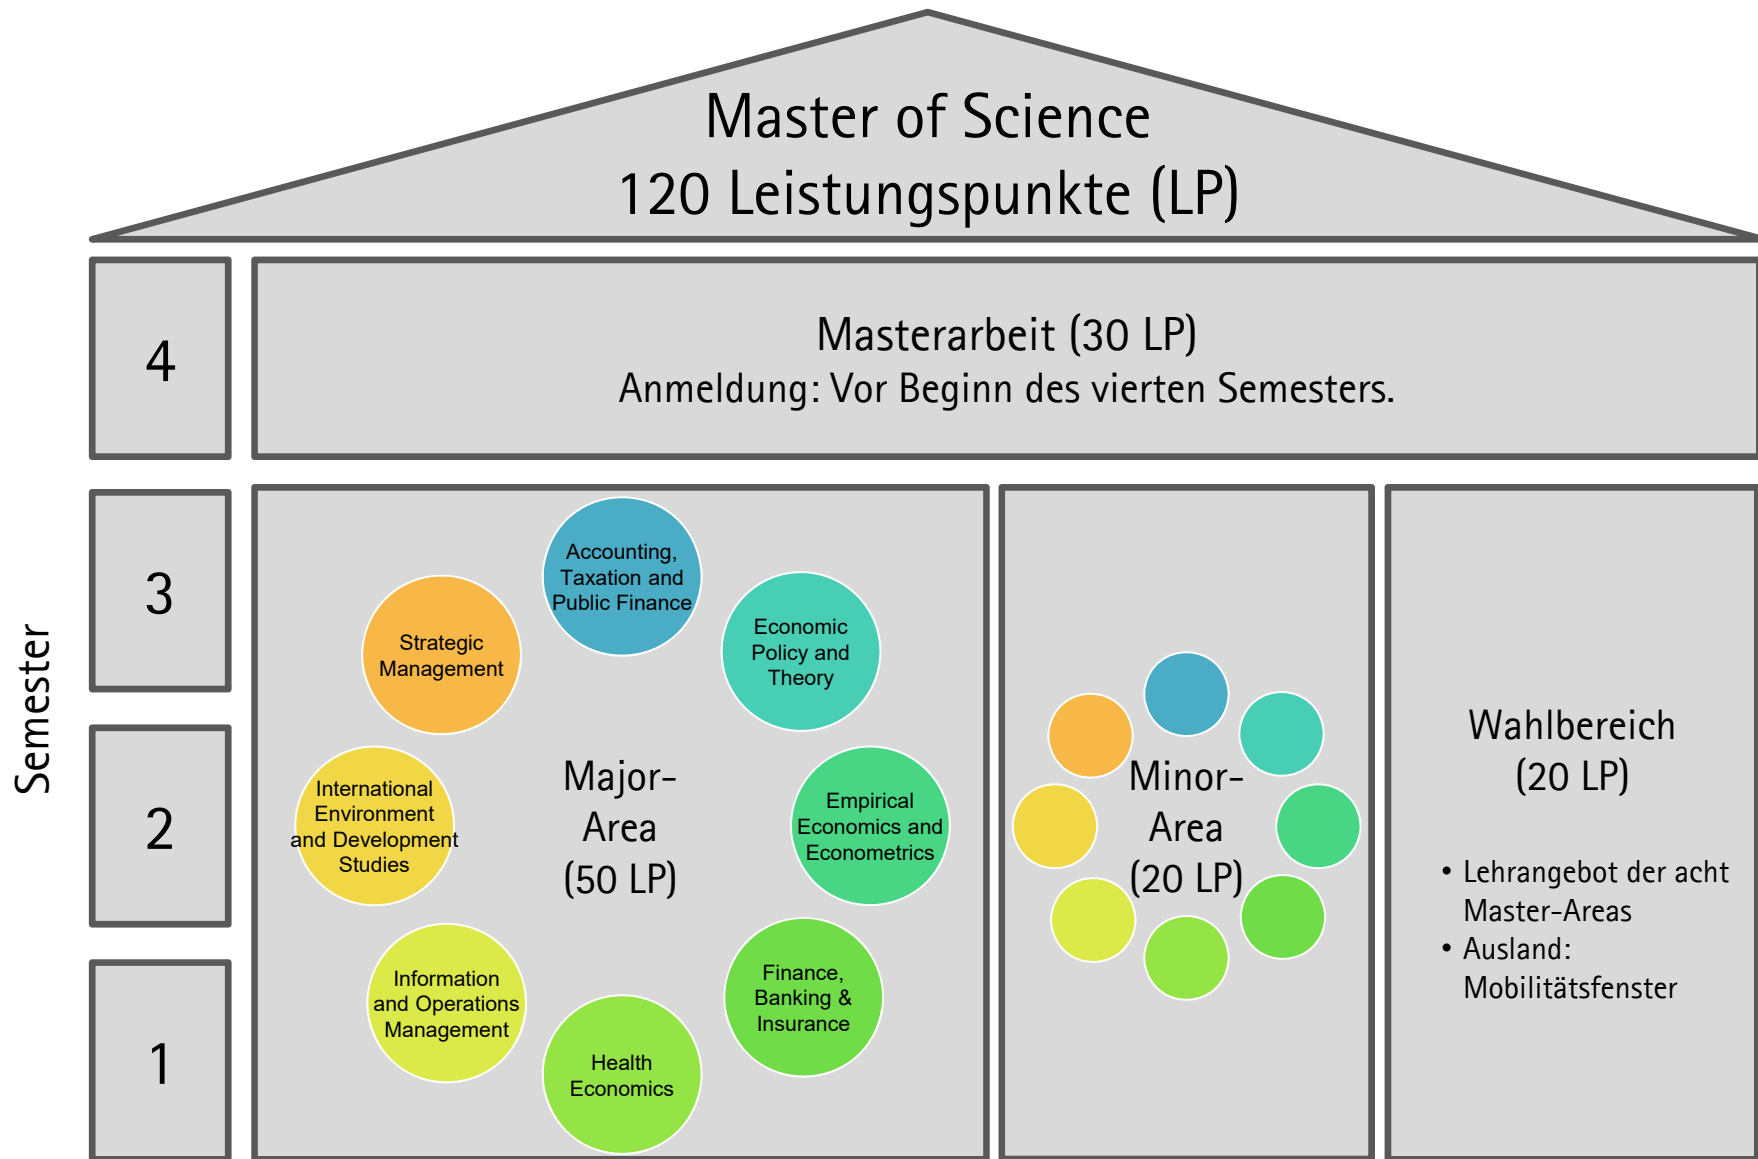 Master of Science
120 Leistungspunkte (LP)
4
Masterarbeit (30 LP)
Anmeldung: Vor Beginn des vierten Semesters.
Semester
3
2
1
Accounting,
Taxation and
Public Finance
Economic
Policy and
Theory
Empirical
Economics and
Econometrics
Finance,
Banking &
Insurance
Health
Economics
Information
and Operations
Management
International
Environment
and Development
Studies
Strategic
Management
Major-
Area
(50 LP)
Minor-
Area
(20 LP)
Wahlbereich
(20 LP)
• Lehrangebot der acht
Master-Areas
• Ausland:
Mobilitätsfenster